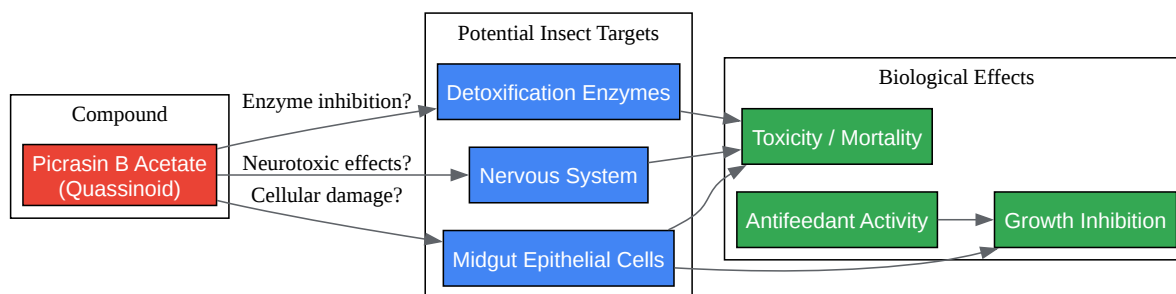 Compound
Picrasin B Acetate
(Quassinoid)
Enzyme inhibition?
Neurotoxic effects?
Cellular damage?
Potential Insect Targets
Detoxification Enzymes
Nervous System
Midgut Epithelial Cells
Biological Effects
Toxicity / Mortality
Antifeedant Activity
Growth Inhibition